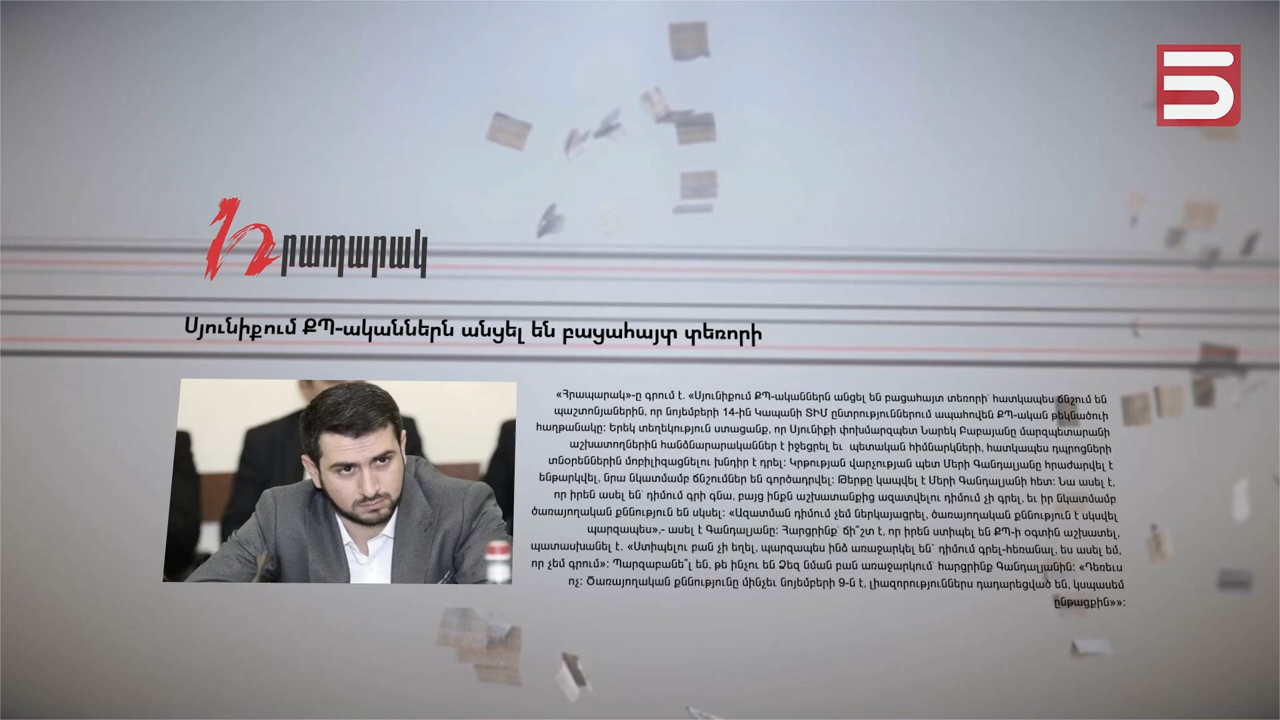 5
Հրապարակ
Սյունիքում ՔՊ-ականներն անցել են բացահայտ տեռորի
«Հրապարակ»-ը գրում է. «Սյունիքում ՔՊ-ականներն անցել են բացահայտ տեռորի՝ հատկապես ճնշում են
պաշտոնյաներին, որ նոյեմբերի 14-ին Կապանի ՏԻՄ ընտրություններում ապահովեն ՔՊ-ական թեկնածուի
հաղթանակը: Երեկ տեղեկություն ստացանք, որ Սյունիքի փոխմարզպետ Նարեկ Բաբայանը մարզպետարանի
աշխատողներին հանձնարարականներ է իջեցրել եւ պետական հիմնարկների, հատկապես դպրոցների
տնօրեններին մոբիլիզացնելու խնդիր է դրել: Կրթության վարչության պետ Մերի Գանդալյանը հրաժարվել է
ենթարկվել, նրա նկատմամբ ճնշումներ են գործադրվել: Թերթը կապվել է Մերի Գանդալյանի հետ: Նա ասել է,
որ իրեն ասել են՝ դիմում գրի գնա, բայց ինքն աշխատանքից ազատվելու դիմում չի գրել, եւ իր նկատմամբ
ծառայողական քննություն են սկսել: «Ազատման դիմում չեմ ներկայացրել, ծառայողական քննություն է սկսվել
պարզապես»,- ասել է Գանդալյանը: Հարցրինք՝ ճի՞շտ է, որ իրեն ստիպել են ՔՊ-ի օգտին աշխատել,
պատասխանել է. «Ստիպելու բան չի եղել, պարզապես ինձ առաջարկել են՝ դիմում գրել-հեռանալ, ես ասել եմ,
որ չեմ գրում»: Պարզաբանե՞լ են, թե ինչու են Ձեզ նման բան առաջարկում՝ հարցրինք Գանդալյանին: «Դեռեւս
ոչ: Ծառայողական քննությունը մինչեւ նոյեմբերի 9-ն է, լիազորություններս դադարեցված են, կսպասեմ
ընթացքին»»: